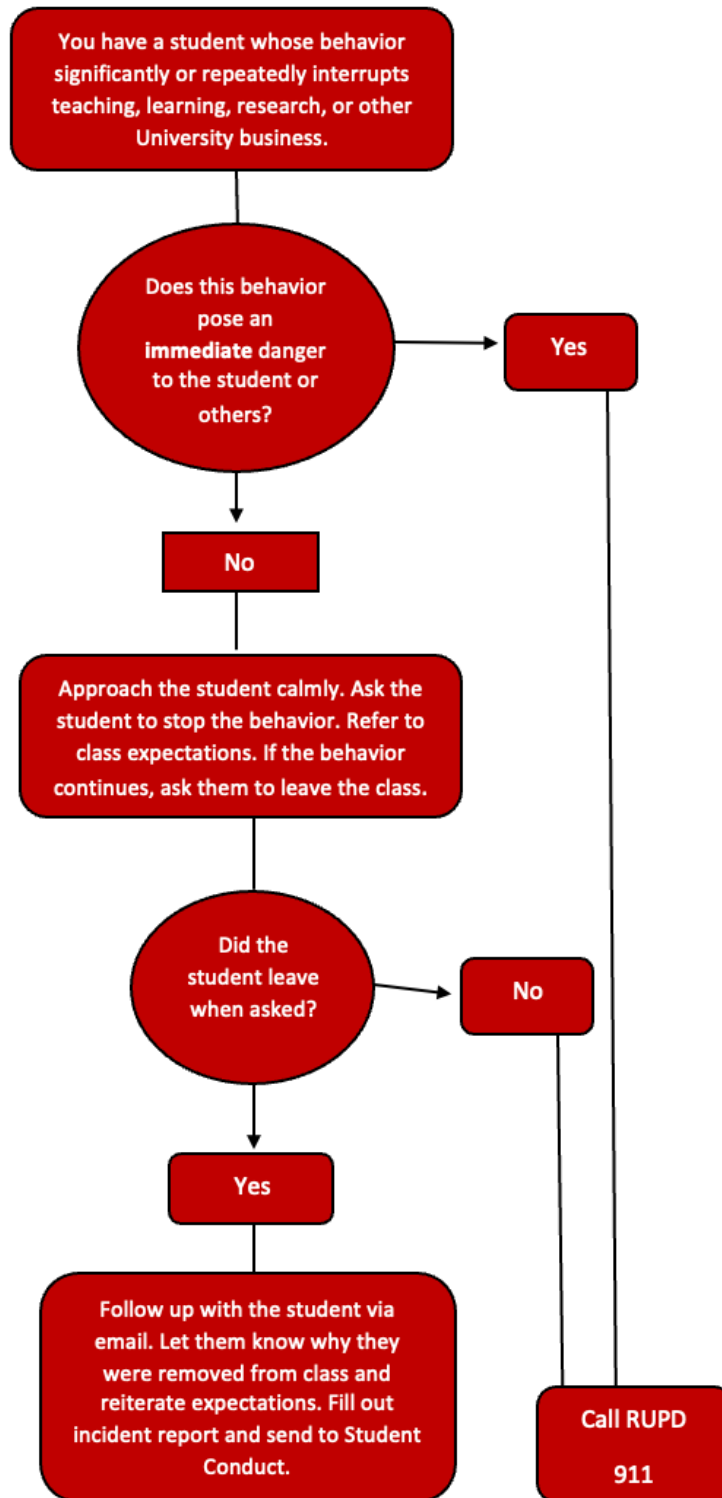 You have a student whose behavior
significantly or repeatedly interrupts
teaching, learning, research, or other
University business.
Does this behavior
pose an
immediate danger
to the student or
others?
Yes
No
Approach the student calmly. Ask the
student to stop the behavior. Refer to
class expectations. If the behavior
continues, ask them to leave the class.
Did the
student leave
when asked?
No
Yes
Follow up with the student via
email. Let them know why they
were removed from class and
reiterate expectations. Fill out
incident report and send to Student
Conduct.
Call RUPD
911